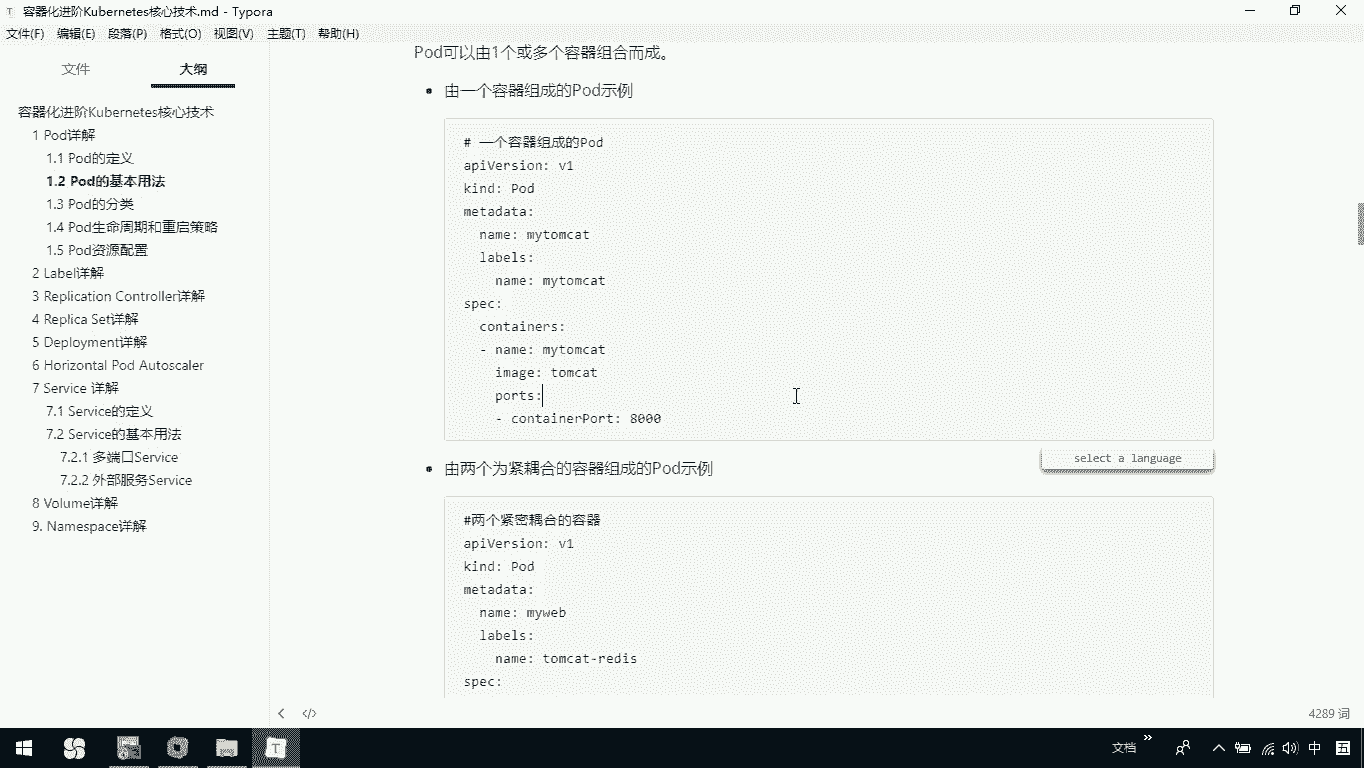 容器化进阶Kubernetes核心技术.md - Typora
文件(F) 编辑(E) 段落(P) 格式(O) 视图(V) 主题(T) 帮助(H)
文件 大纲
容器化进阶Kubernetes核心技术
1 Pod详解
1.1 Pod的定义
1.2 Pod的基本用法
1.3 Pod的分类
1.4 Pod生命周期和重启策略
1.5 Pod资源配置
2 Label详解
3 Replication Controller详解
4 Replica Set详解
5 Deployment详解
6 Horizontal Pod Autoscaler
7 Service 详解
7.1 Service的定义
7.2 Service的基本用法
7.2.1 多端口Service
7.2.2 外部服务Service
8 Volume详解
9. Namespace详解
Pod可以由1个或多个容器组合而成。
由一个容器组成的Pod示例
# 一个容器组成的Pod
apiVersion: v1
kind: Pod
metadata:
name: mytomcat
labels:
name: mytomcat
spec:
containers:
- name: mytomcat
image: tomcat
ports:
- containerPort: 8000
select a language
由两个为紧耦合的容器组成的Pod示例
#两个紧密耦合的容器
apiVersion: v1
kind: Pod
metadata:
name: myweb
labels:
name: tomcat-redis
spec:
4289 词
文档
中
五